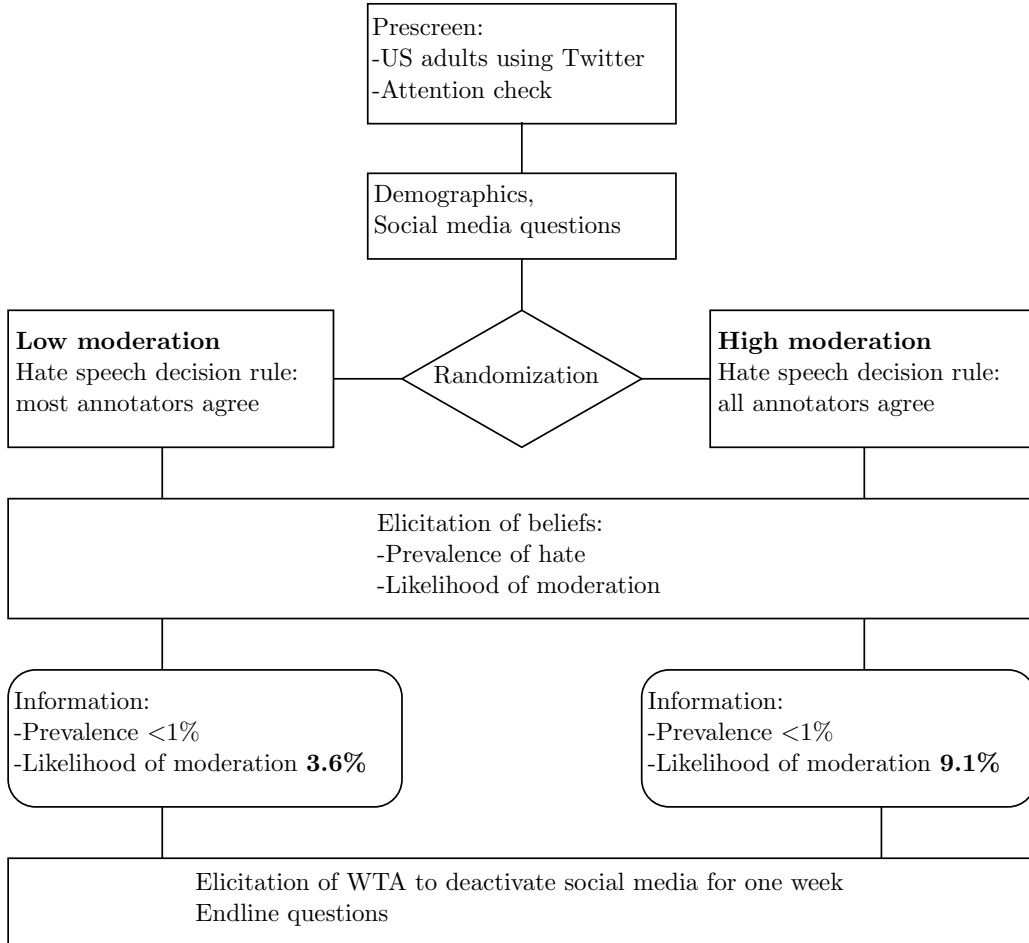 Prescreen:
-US adults using Twitter
-Attention check
Demographics,
Social media questions
Low moderation
Hate speech decision rule:
most annotators agree
Randomization
High moderation
Hate speech decision rule:
all annotators agree
Elicitation of beliefs:
-Prevalence of hate
-Likelihood of moderation
Information:
-Prevalence <1%
-Likelihood of moderation 3.6%
Information:
-Prevalence <1%
-Likelihood of moderation 9.1%
Elicitation of WTA to deactivate social media for one week
Endline questions